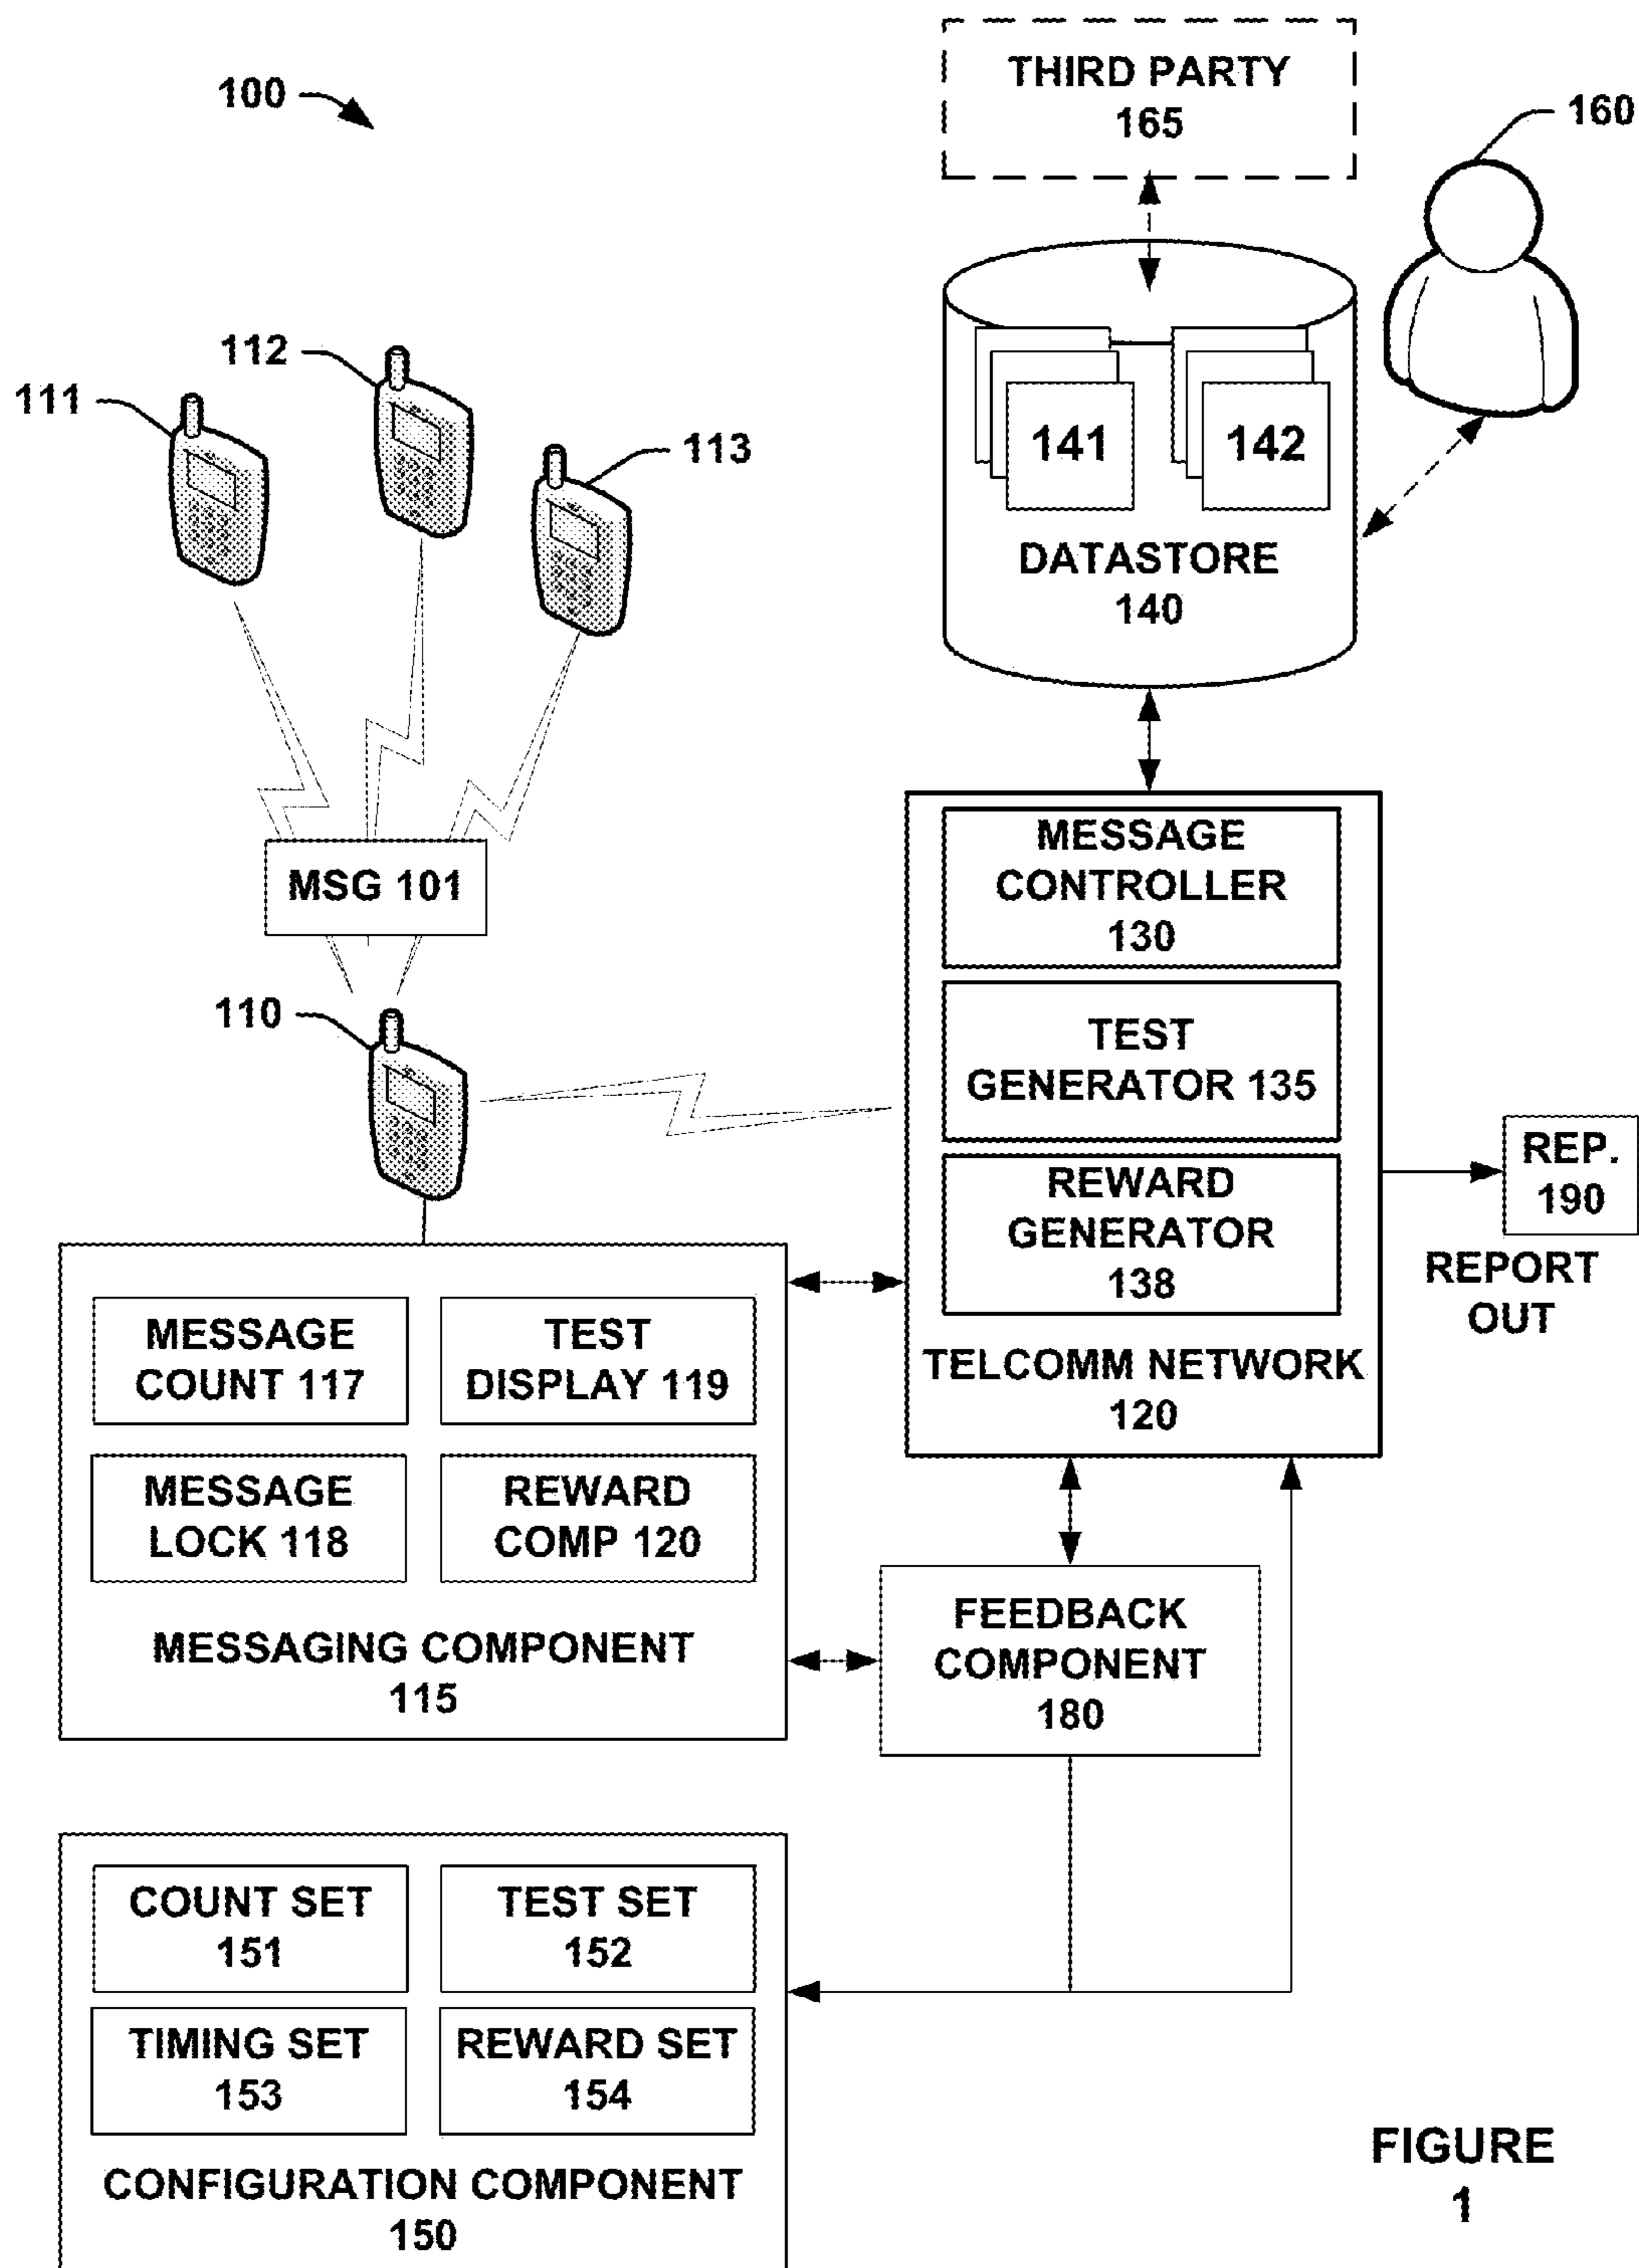 100
THIRD PARTY
165
160
111
112
113
141
142
DATASTORE
140
MSG 101
110
MESSAGE
CONTROLLER
130
TEST
GENERATOR 135
REWARD
GENERATOR
138
TELCOMM NETWORK
120
REP.
190
REPORT
OUT
MESSAGE
COUNT 117
TEST
DISPLAY 119
MESSAGE
LOCK 118
REWARD
COMP 120
MESSAGING COMPONENT
115
FEEDBACK
COMPONENT
180
COUNT SET
151
TEST SET
152
TIMING SET
153
REWARD SET
154
CONFIGURATION COMPONENT
150
FIGURE
1